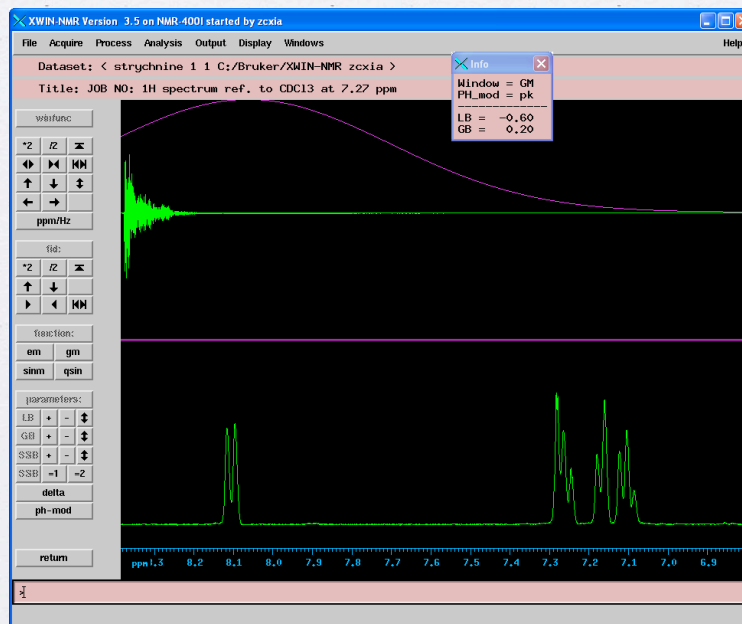 XWIN-NMR Version 3.5 on NMR-400I started by zcxia
File Acquire Process Analysis Output Display Windows Help
Dataset: < strychnine 1 1 C:/Bruker/XWIN-NMR zcxia >
Title: JOB NO: 1H spectrum ref. to CDCl3 at 7.27 ppm
Info
Window = GM
PH_mod = pk
LB = -0.60
GB = 0.20
winfunc
*2 /2
ppm/Hz
fid:
*2 /2
function:
em gm
sinm qsin
parameters:
LB + -
GB + -
SSB + -
SSB =1 =2
delta
ph-mod
return
ppm 8.2 8.1 8.0 7.9 7.8 7.7 7.6 7.5 7.4 7.3 7.2 7.1 7.0 6.9